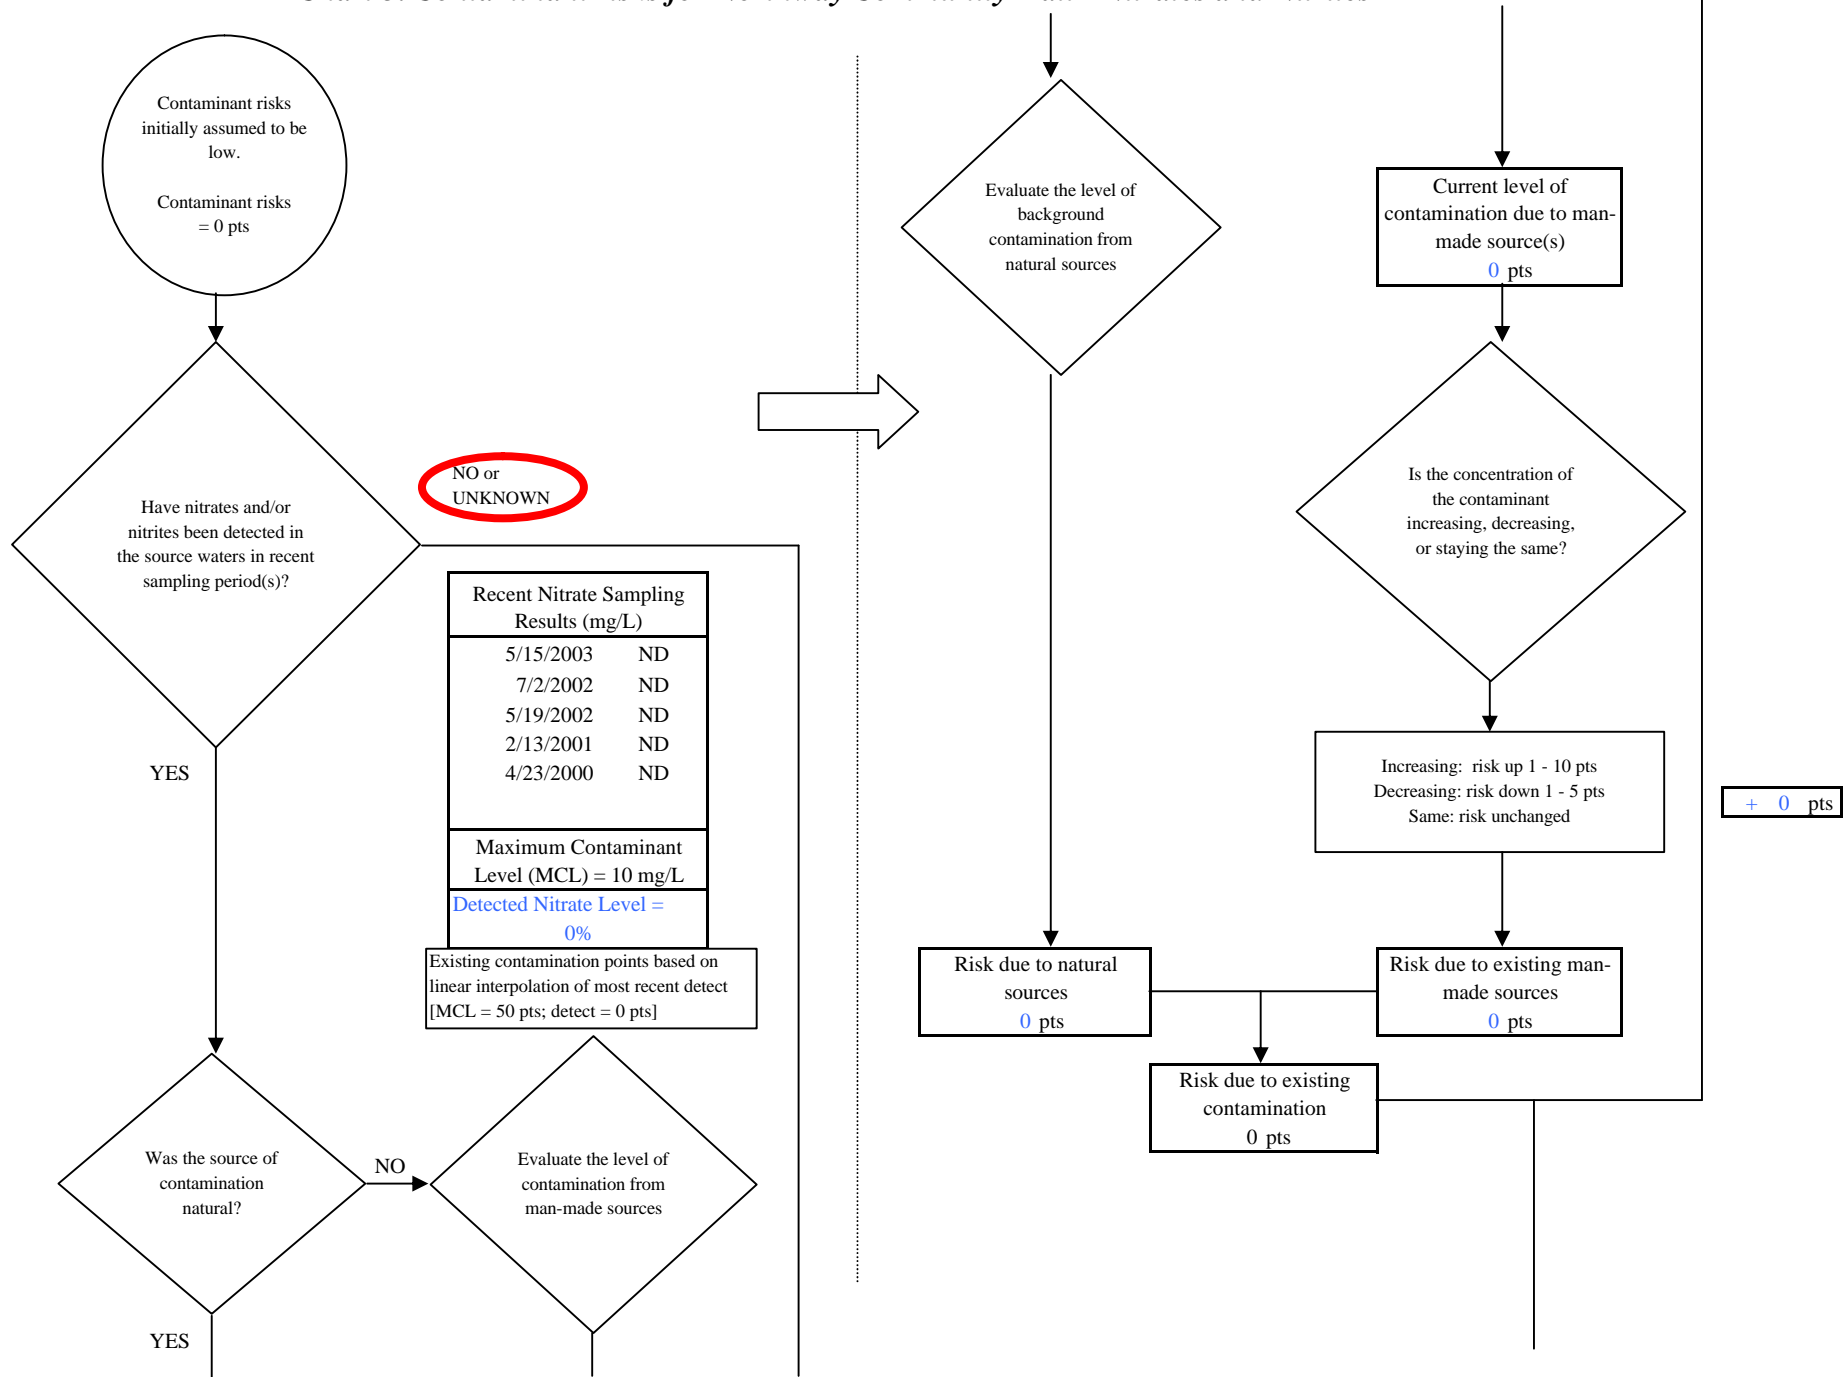 Contaminant risks
initially assumed to be
low.
Contaminant risks
= 0 pts
Have nitrates and/or
nitrites been detected in
the source waters in recent
sampling period(s)?
NO or
UNKNOWN
YES
Recent Nitrate Sampling
Results (mg/L)
5/15/2003 ND
7/2/2002 ND
5/19/2002 ND
2/13/2001 ND
4/23/2000 ND
Maximum Contaminant
Level (MCL) = 10 mg/L
Detected Nitrate Level =
0%
Existing contamination points based on
linear interpolation of most recent detect
[MCL = 50 pts; detect = 0 pts]
Was the source of
contamination
natural?
NO
YES
Evaluate the level of
contamination from
man-made sources
Evaluate the level of
background
contamination from
natural sources
Current level of
contamination due to man-
made source(s)
0 pts
Is the concentration of
the contaminant
increasing, decreasing,
or staying the same?
Increasing: risk up 1 - 10 pts
Decreasing: risk down 1 - 5 pts
Same: risk unchanged
+ 0 pts
Risk due to natural
sources
0 pts
Risk due to existing man-
made sources
0 pts
Risk due to existing
contamination
0 pts